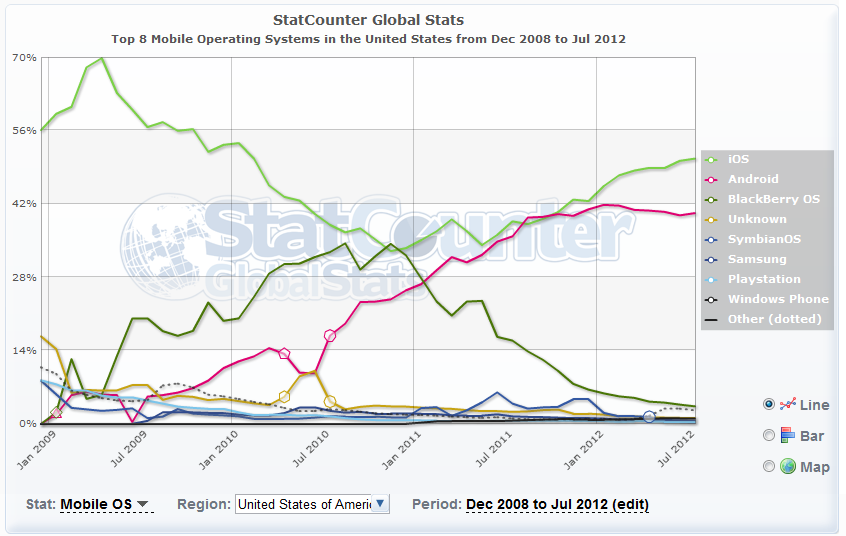 StatCounter Global Stats
Top 8 Mobile Operating Systems in the United States from Dec 2008 to Jul 2012
70%
56%
42%
28%
14%
0%
StatCounter
GlobalStats
iOS
Android
BlackBerry OS
Unknown
SymbianOS
Samsung
Playstation
Windows Phone
Other (dotted)
Jan 2009
Jul 2009
Jan 2010
Jul 2010
Jan 2011
Jul 2011
Jan 2012
Jul 2012
Line
Bar
Map
Stat: Mobile OS Region: United States of Americ Period: Dec 2008 to Jul 2012 (edit)